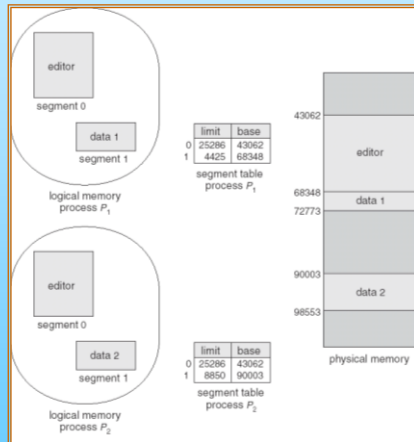 editor
segment 0
data 1
segment 1
logical memory
process P1
limit base
0 25286 43062
1 4425 68348
segment table
process P1
editor
segment 0
data 2
segment 1
logical memory
process P2
limit base
0 25286 43062
1 8850 90003
segment table
process P2
43062
editor
68348
data 1
72773
90003
data 2
98553
physical memory